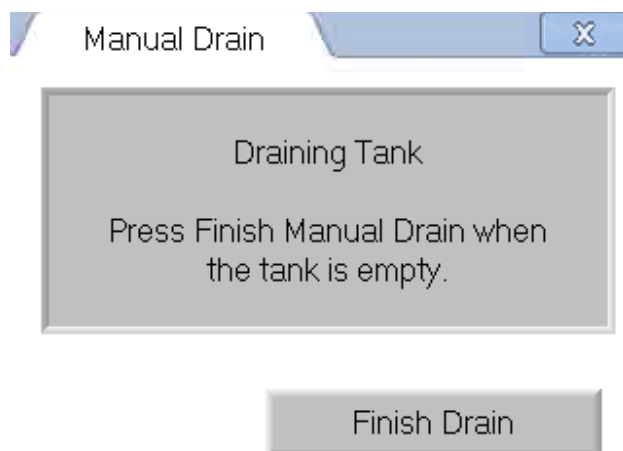 Manual Drain
Draining Tank
Press Finish Manual Drain when
the tank is empty.
Finish Drain